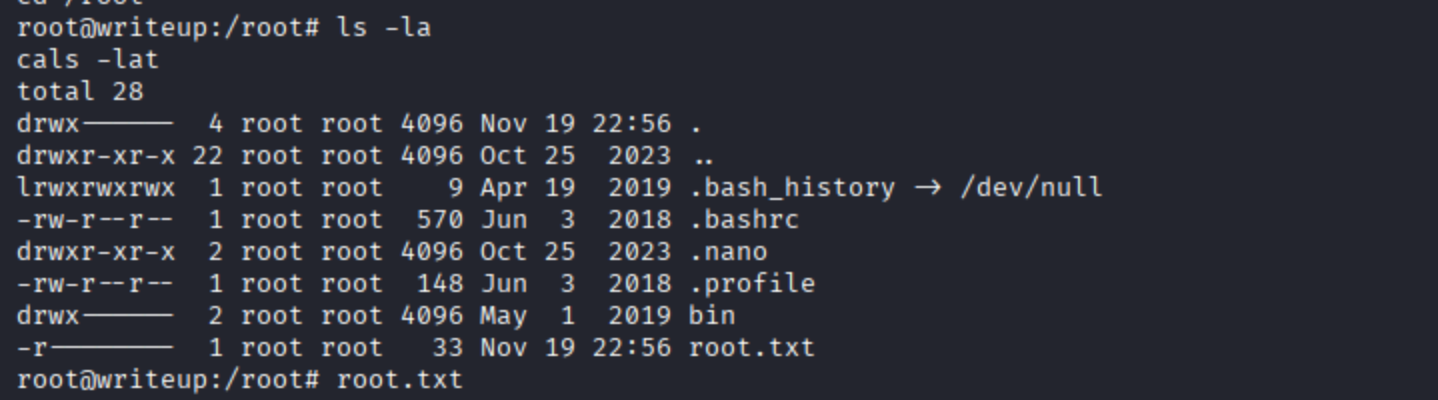 cd /root
root@writeup:/root# ls -la
cals -lat
total 28
drwx------  4 root root 4096 Nov 19 22:56 .
drwxr-xr-x 22 root root 4096 Oct 25  2023 ..
lrwxrwxrwx  1 root root    9 Apr 19  2019 .bash_history -> /dev/null
-rw-r--r--  1 root root  570 Jun  3  2018 .bashrc
drwxr-xr-x  2 root root 4096 Oct 25  2023 .nano
-rw-r--r--  1 root root  148 Jun  3  2018 .profile
drwx------  2 root root 4096 May  1  2019 bin
-r--------  1 root root   33 Nov 19 22:56 root.txt
root@writeup:/root# root.txt